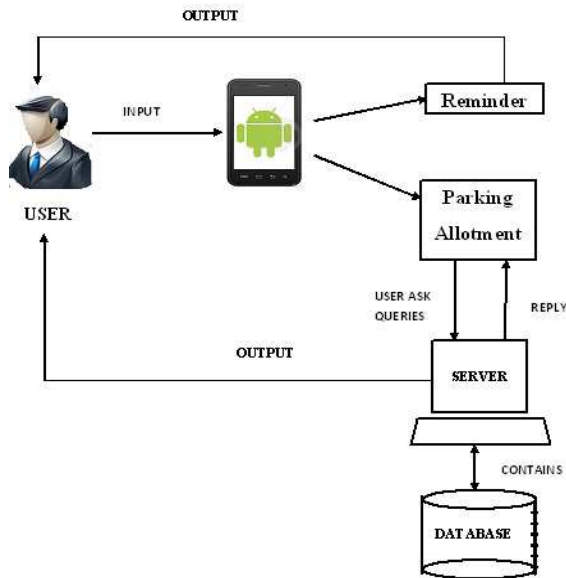 OUTPUT
INPUT
Reminder
USER
Parking
Allotment
USER ASK
QUERIES
REPLY
OUTPUT
SERVER
CONTAINS
DATABASE